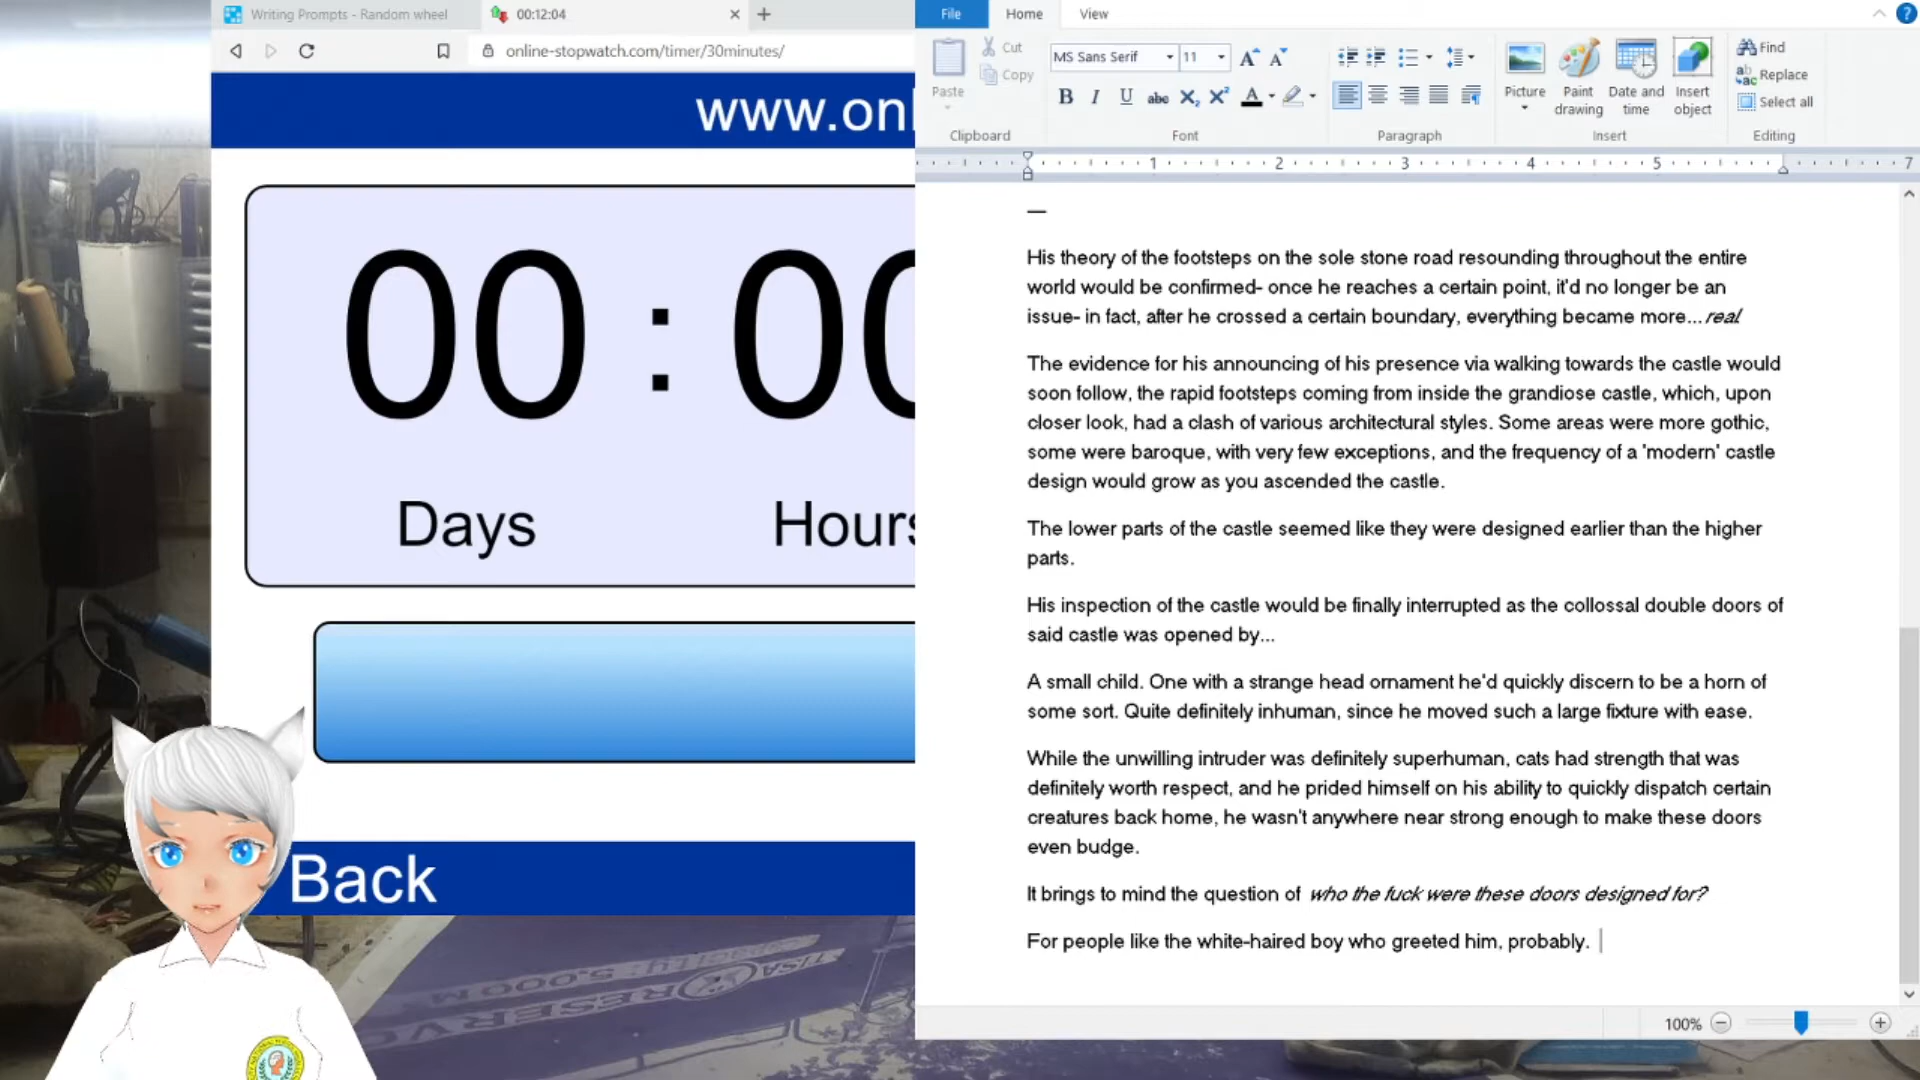 Writing Prompts - Random wheel
00:12:04
online-stopwatch.com/timer/30minutes/
www.onl
00 : 00
Days
Hours
Back
File
Home
View
Paste
Cut
Copy
Clipboard
MS Sans Serif
11
A A
B I U abc X₂ X² A
Font
Paragraph
Picture
Paint drawing
Date and time
Insert object
Insert
Find
Replace
Select all
Editing
1 2 3 4 5 7
—
His theory of the footsteps on the sole stone road resounding throughout the entire
world would be confirmed- once he reaches a certain point, it'd no longer be an
issue- in fact, after he crossed a certain boundary, everything became more... real
The evidence for his announcing of his presence via walking towards the castle would
soon follow, the rapid footsteps coming from inside the grandiose castle, which, upon
closer look, had a clash of various architectural styles. Some areas were more gothic,
some were baroque, with very few exceptions, and the frequency of a 'modern' castle
design would grow as you ascended the castle.
The lower parts of the castle seemed like they were designed earlier than the higher
parts.
His inspection of the castle would be finally interrupted as the collossal double doors of
said castle was opened by...
A small child. One with a strange head ornament he'd quickly discern to be a horn of
some sort. Quite definitely inhuman, since he moved such a large fixture with ease.
While the unwilling intruder was definitely superhuman, cats had strength that was
definitely worth respect, and he prided himself on his ability to quickly dispatch certain
creatures back home, he wasn't anywhere near strong enough to make these doors
even budge.
It brings to mind the question of who the fuck were these doors designed for?
For people like the white-haired boy who greeted him, probably.
100%